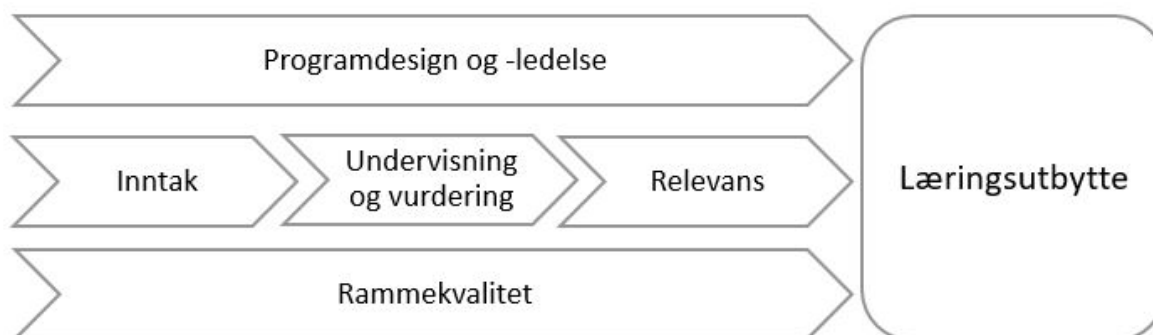 Programdesign og -ledelse
Inntak
Undervisning
og vurdering
Relevans
Læringsutbytte
Rammekvalitet